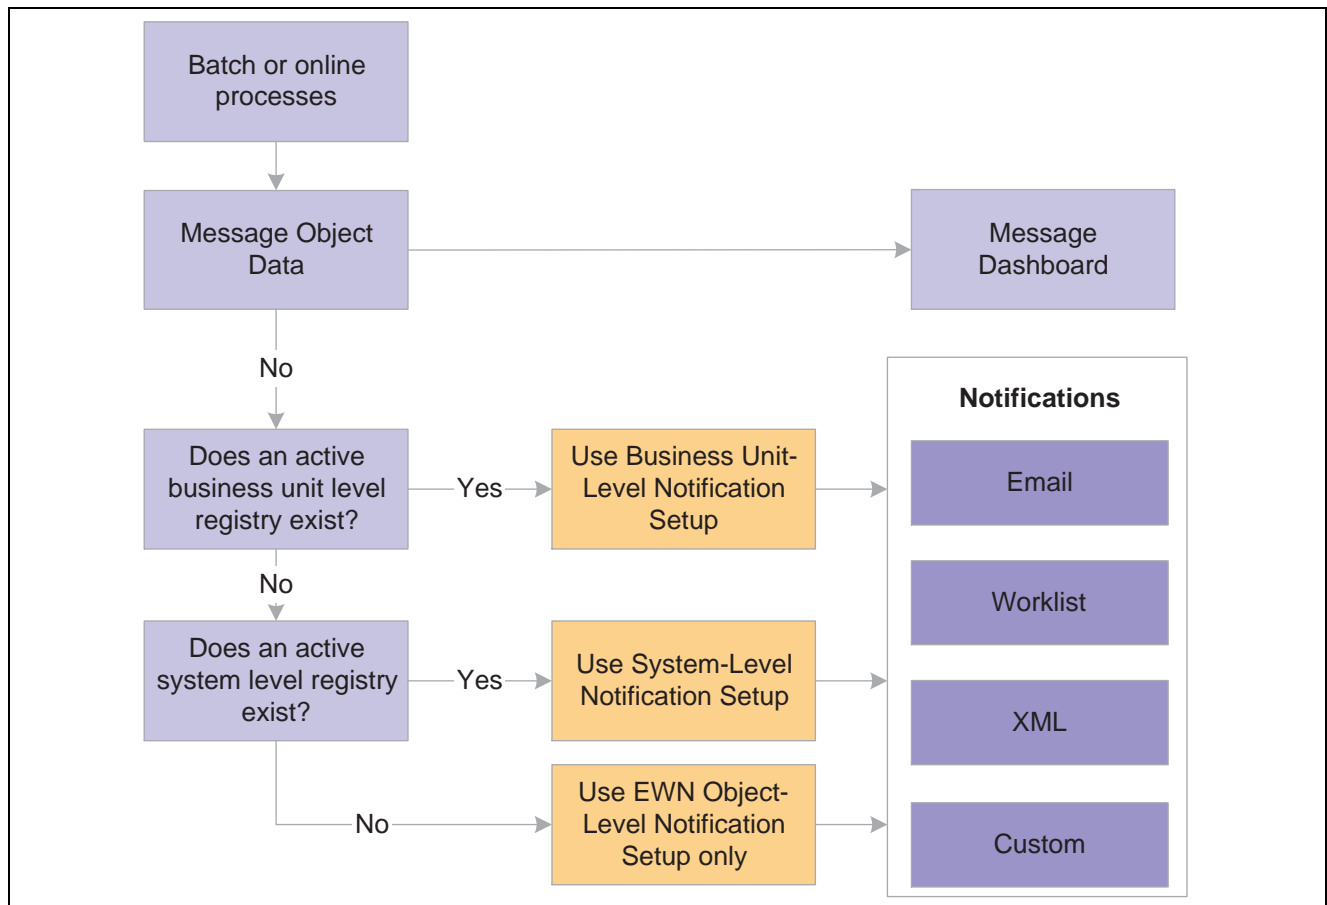 Batch or online
processes
Message Object
Data
Message
Dashboard
No
Does an active
business unit level
registry exist?
Yes
Use Business Unit-
Level Notification
Setup
No
Does an active
system level registry
exist?
Yes
Use System-Level
Notification Setup
No
Use EWN Object-
Level Notification
Setup only
Notifications
Email
Worklist
XML
Custom